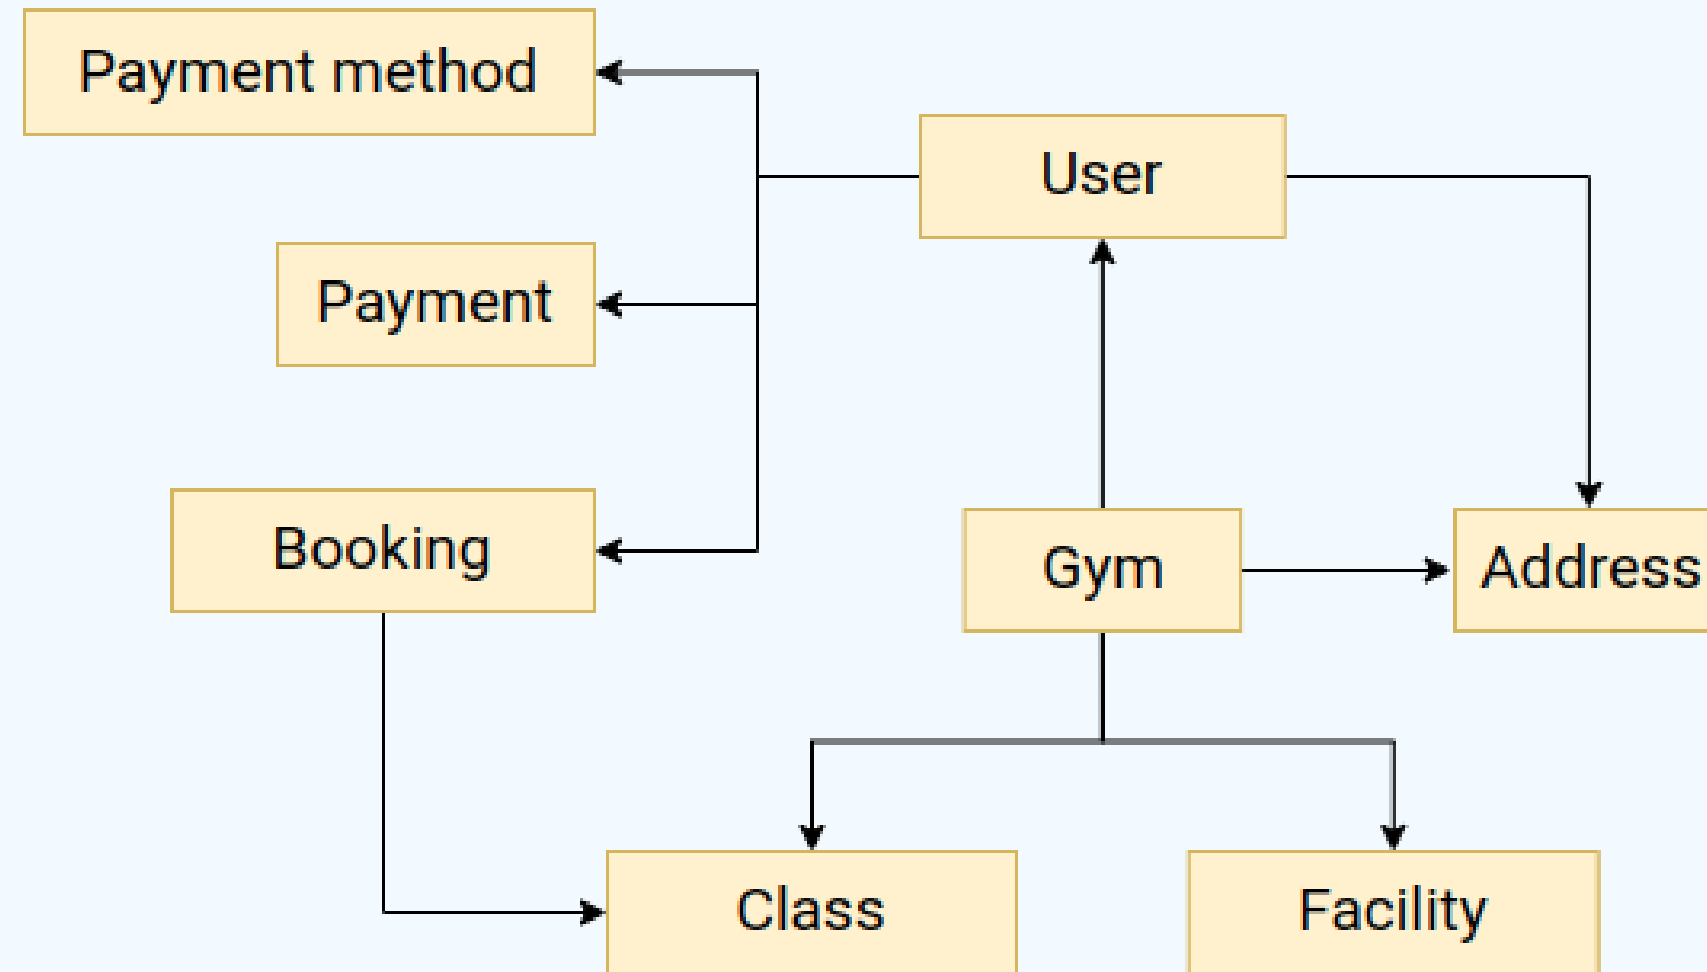 Payment method
User
Payment
Booking
Gym
Address
Class
Facility